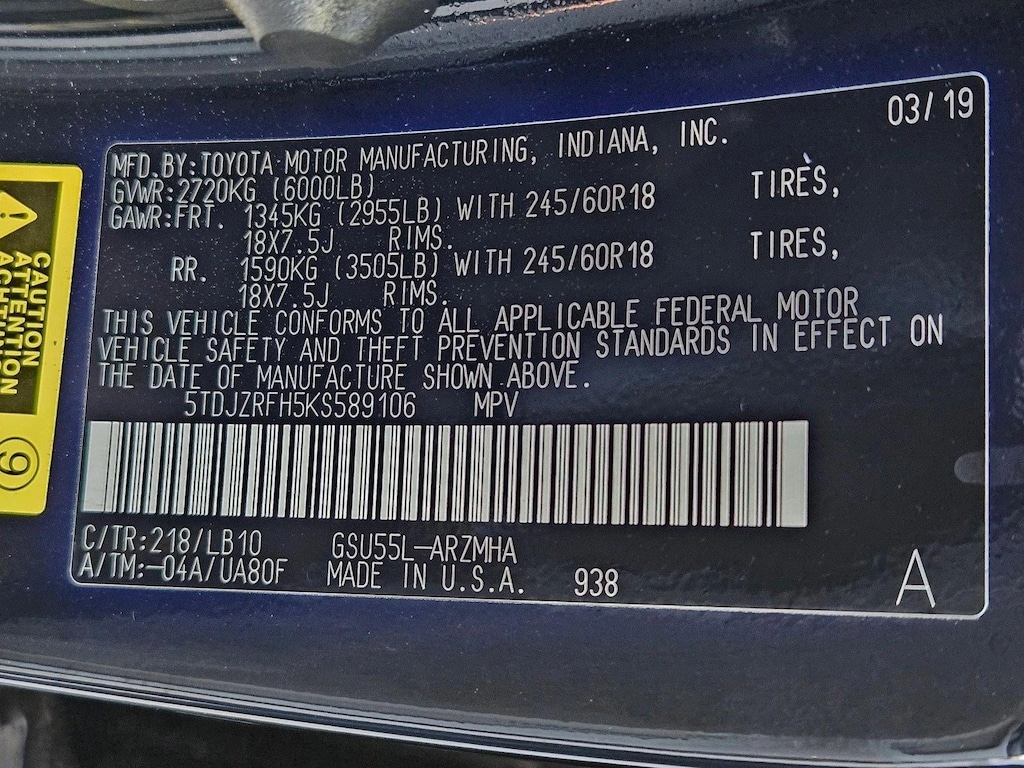 03/19
MFD.BY:TOYOTA MOTOR MANUFACTURING, INDIANA, INC.
GVWR:2720KG (6000LB)
GAWR:FRT. 1345KG (2955LB) WITH 245/60R18 TIRES,
18X7.5J RIMS.
RR. 1590KG (3505LB) WITH 245/60R18 TIRES,
18X7.5J RIMS.
THIS VEHICLE CONFORMS TO ALL APPLICABLE FEDERAL MOTOR
VEHICLE SAFETY AND THEFT PREVENTION STANDARDS IN EFFECT ON
THE DATE OF MANUFACTURE SHOWN ABOVE.
5TDJZRFH5KS589106 MPV
C/TR:218/LB10 GSU55L-ARZMHA
A/TM:-04A/UA80F MADE IN U.S.A. 938 A
CAUTION
ATTENTION
ACHTUNG
9